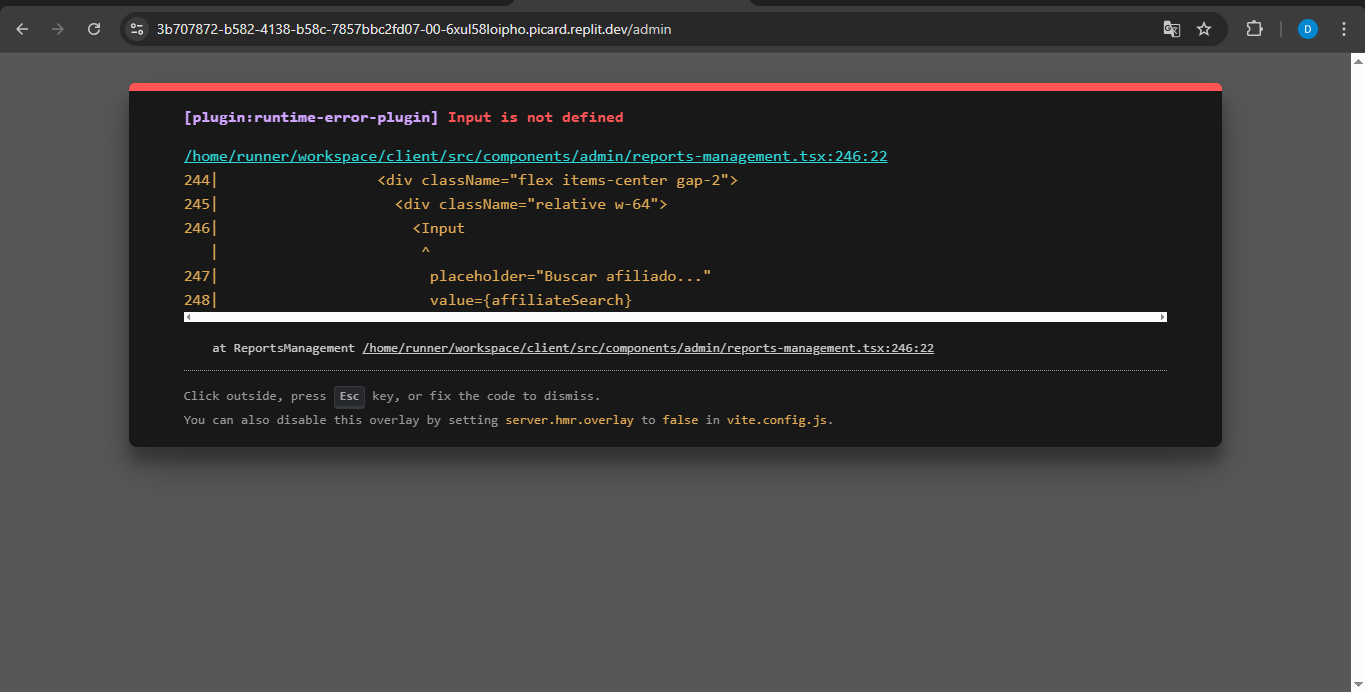 3b707872-b582-4138-b58c-7857bbc2fd07-00-6xul58loipho.picard.replit.dev/admin
D
[plugin:runtime-error-plugin] Input is not defined
/home/runner/workspace/client/src/components/admin/reports-management.tsx:246:22
244| <div className="flex items-center gap-2">
245| <div className="relative w-64">
246| <Input
| ^
247| placeholder="Buscar afiliado..."
248| value={affiliateSearch}
at ReportsManagement /home/runner/workspace/client/src/components/admin/reports-management.tsx:246:22
Click outside, press Esc key, or fix the code to dismiss.
You can also disable this overlay by setting server.hmr.overlay to false in vite.config.js.